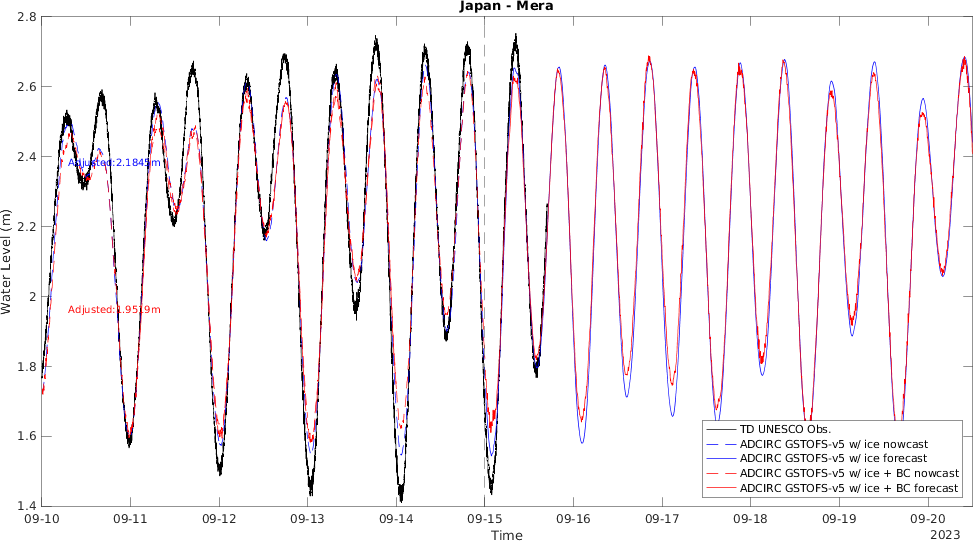 Japan - Mera
2.8
2.6
2.4
2.2
2
1.8
1.6
1.4
Water Level (m)
Adjusted:2.1845m
Adjusted:1.9519m
TD UNESCO Obs.
ADCIRC GSTOFS-v5 w/ ice nowcast
ADCIRC GSTOFS-v5 w/ ice forecast
ADCIRC GSTOFS-v5 w/ ice + BC nowcast
ADCIRC GSTOFS-v5 w/ ice + BC forecast
09-10 09-11 09-12 09-13 09-14 09-15 09-16 09-17 09-18 09-19 09-20
Time
2023